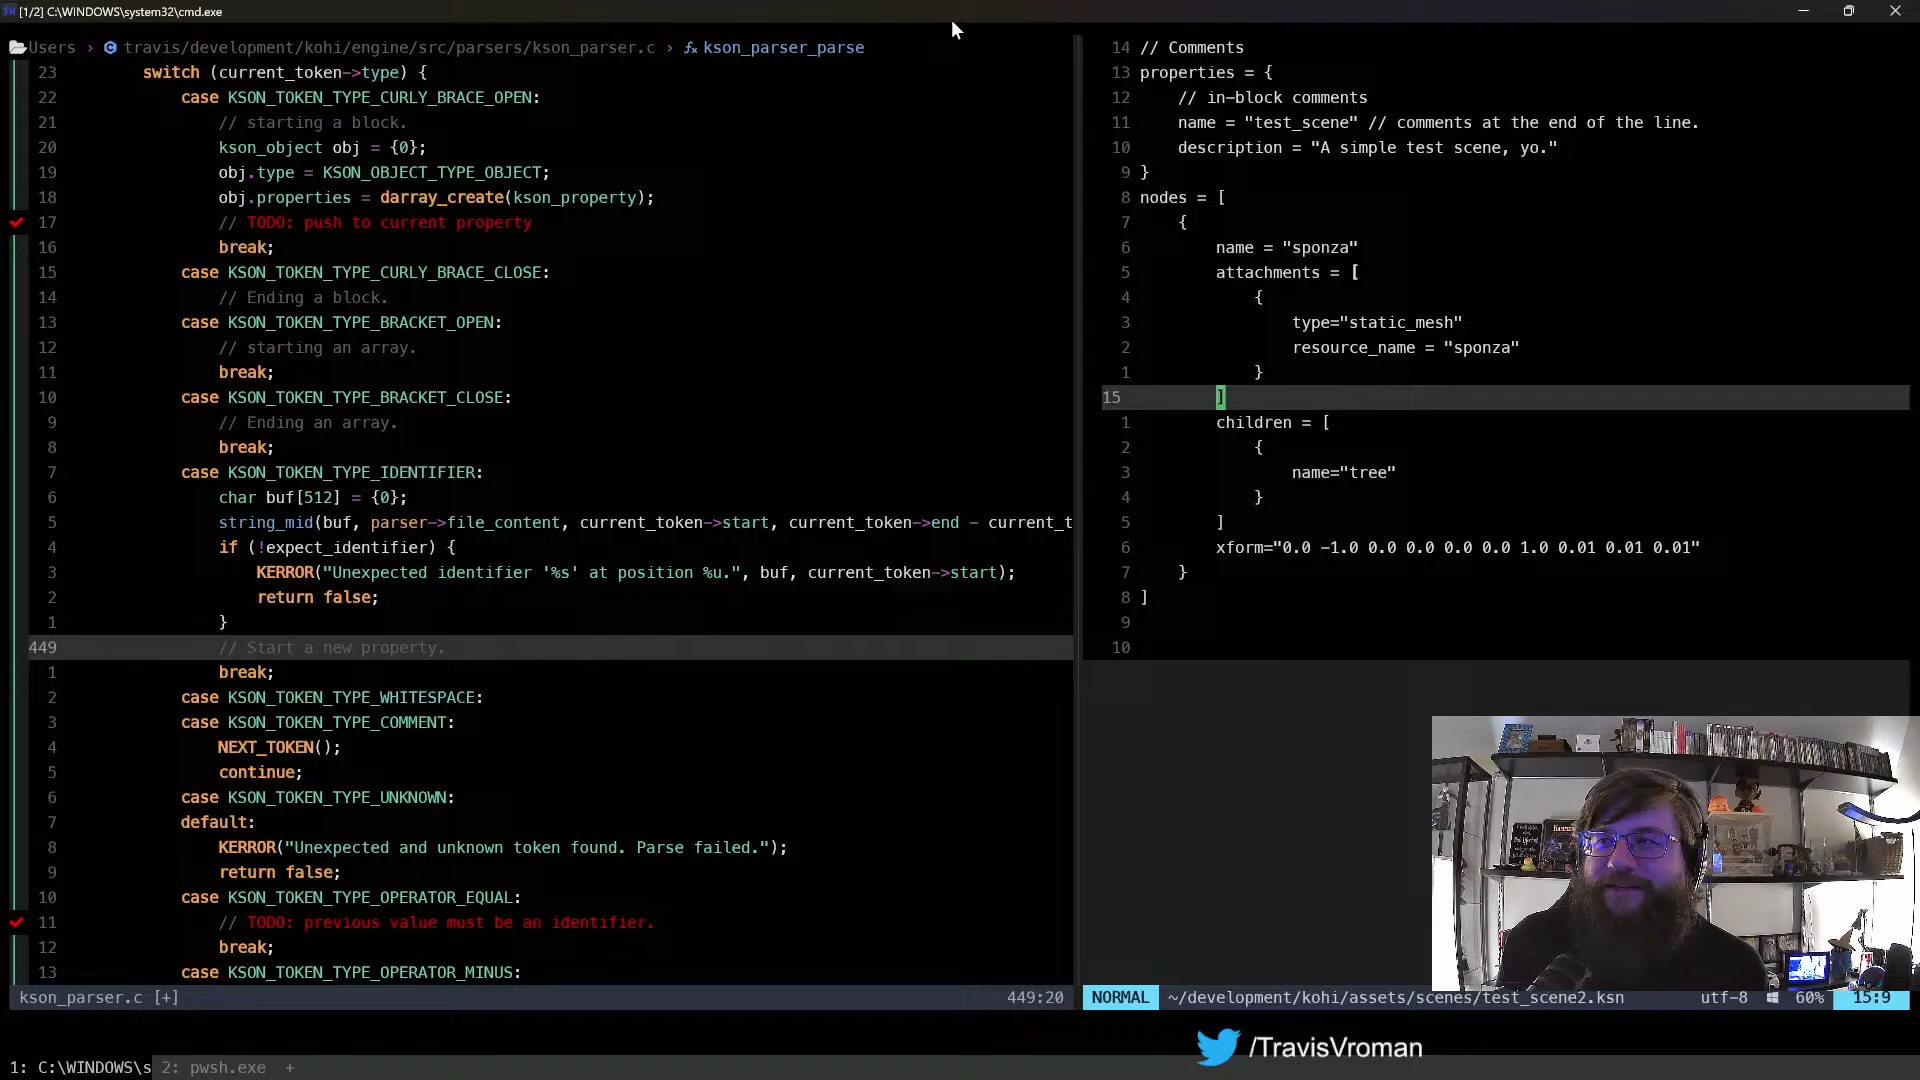 [1/2] C:\WINDOWS\system32\cmd.exe
Users › travis/development/kohi/engine/src/parsers/kson_parser.c › kson_parser_parse
23 switch (current_token->type) {
22 case KSON_TOKEN_TYPE_CURLY_BRACE_OPEN:
21 // starting a block.
20 kson_object obj = {0};
19 obj.type = KSON_OBJECT_TYPE_OBJECT;
18 obj.properties = darray_create(kson_property);
17 // TODO: push to current property
16 break;
15 case KSON_TOKEN_TYPE_CURLY_BRACE_CLOSE:
14 // Ending a block.
13 case KSON_TOKEN_TYPE_BRACKET_OPEN:
12 // starting an array.
11 break;
10 case KSON_TOKEN_TYPE_BRACKET_CLOSE:
9 // Ending an array.
8 break;
7 case KSON_TOKEN_TYPE_IDENTIFIER:
6 char buf[512] = {0};
5 string_mid(buf, parser->file_content, current_token->start, current_token->end - current_t
4 if (!expect_identifier) {
3 KERROR("Unexpected identifier '%s' at position %u.", buf, current_token->start);
2 return false;
1 }
449 // Start a new property.
1 break;
2 case KSON_TOKEN_TYPE_WHITESPACE:
3 case KSON_TOKEN_TYPE_COMMENT:
4 NEXT_TOKEN();
5 continue;
6 case KSON_TOKEN_TYPE_UNKNOWN:
7 default:
8 KERROR("Unexpected and unknown token found. Parse failed.");
9 return false;
10 case KSON_TOKEN_TYPE_OPERATOR_EQUAL:
11 // TODO: previous value must be an identifier.
12 break;
13 case KSON_TOKEN_TYPE_OPERATOR_MINUS:
kson_parser.c [+] 449:20
14 // Comments
13 properties = {
12 // in-block comments
11 name = "test_scene" // comments at the end of the line.
10 description = "A simple test scene, yo."
9 }
8 nodes = [
7 {
6 name = "sponza"
5 attachments = [
4 {
3 type="static_mesh"
2 resource_name = "sponza"
1 }
15 ]
1 children = [
2 {
3 name="tree"
4 }
5 ]
6 xform="0.0 -1.0 0.0 0.0 0.0 0.0 1.0 0.01 0.01 0.01"
7 }
8 ]
9
10
NORMAL ~/development/kohi/assets/scenes/test_scene2.ksn utf-8 60% 15:9
/TravisVroman
1: C:\WINDOWS\s 2: pwsh.exe +